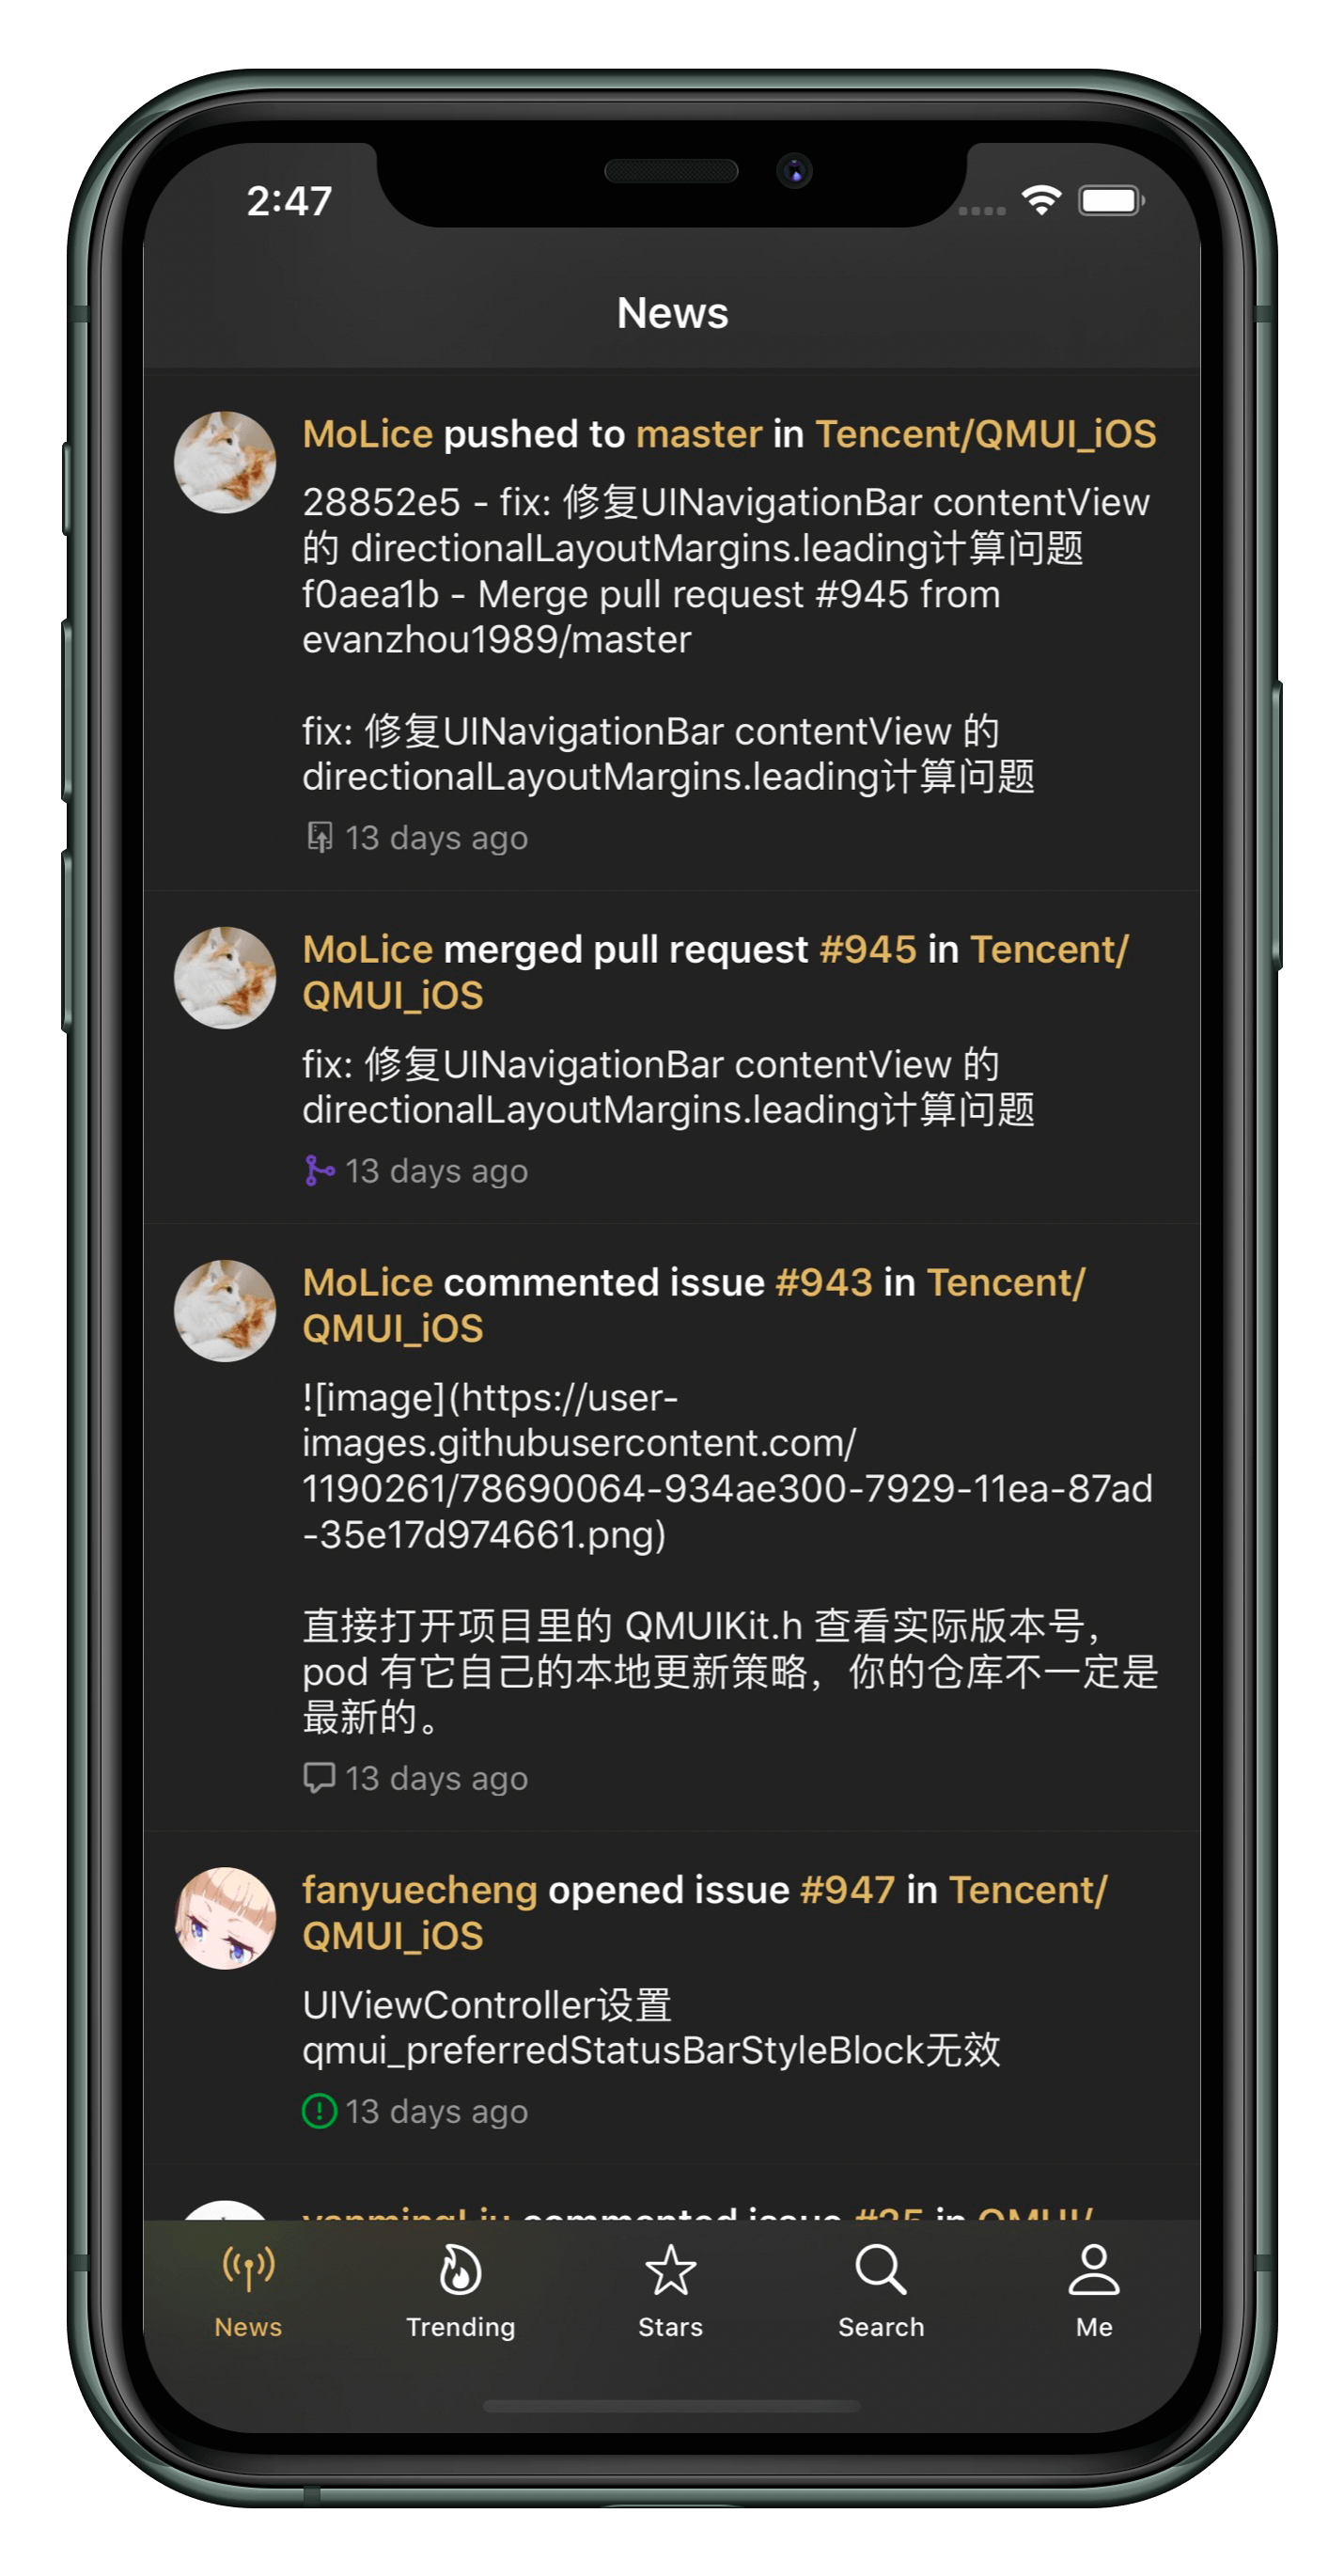 2:47
News
MoLice pushed to master in Tencent/QMUI_iOS
28852e5 - fix: 修复UINavigationBar contentView
的 directionalLayoutMargins.leading计算问题
f0aea1b - Merge pull request #945 from
evanzhou1989/master
fix: 修复UINavigationBar contentView 的
directionalLayoutMargins.leading计算问题
13 days ago
MoLice merged pull request #945 in Tencent/
QMUI_iOS
fix: 修复UINavigationBar contentView 的
directionalLayoutMargins.leading计算问题
13 days ago
MoLice commented issue #943 in Tencent/
QMUI_iOS
![image](https://user-
images.githubusercontent.com/
1190261/78690064-934ae300-7929-11ea-87ad
-35e17d974661.png)
直接打开项目里的 QMUIKit.h 查看实际版本号，
pod 有它自己的本地更新策略，你的仓库不一定是
最新的。
13 days ago
fanyuecheng opened issue #947 in Tencent/
QMUI_iOS
UIViewController设置
qmui_preferredStatusBarStyleBlock无效
13 days ago
commented issue in QMUI/
News
Trending
Stars
Search
Me